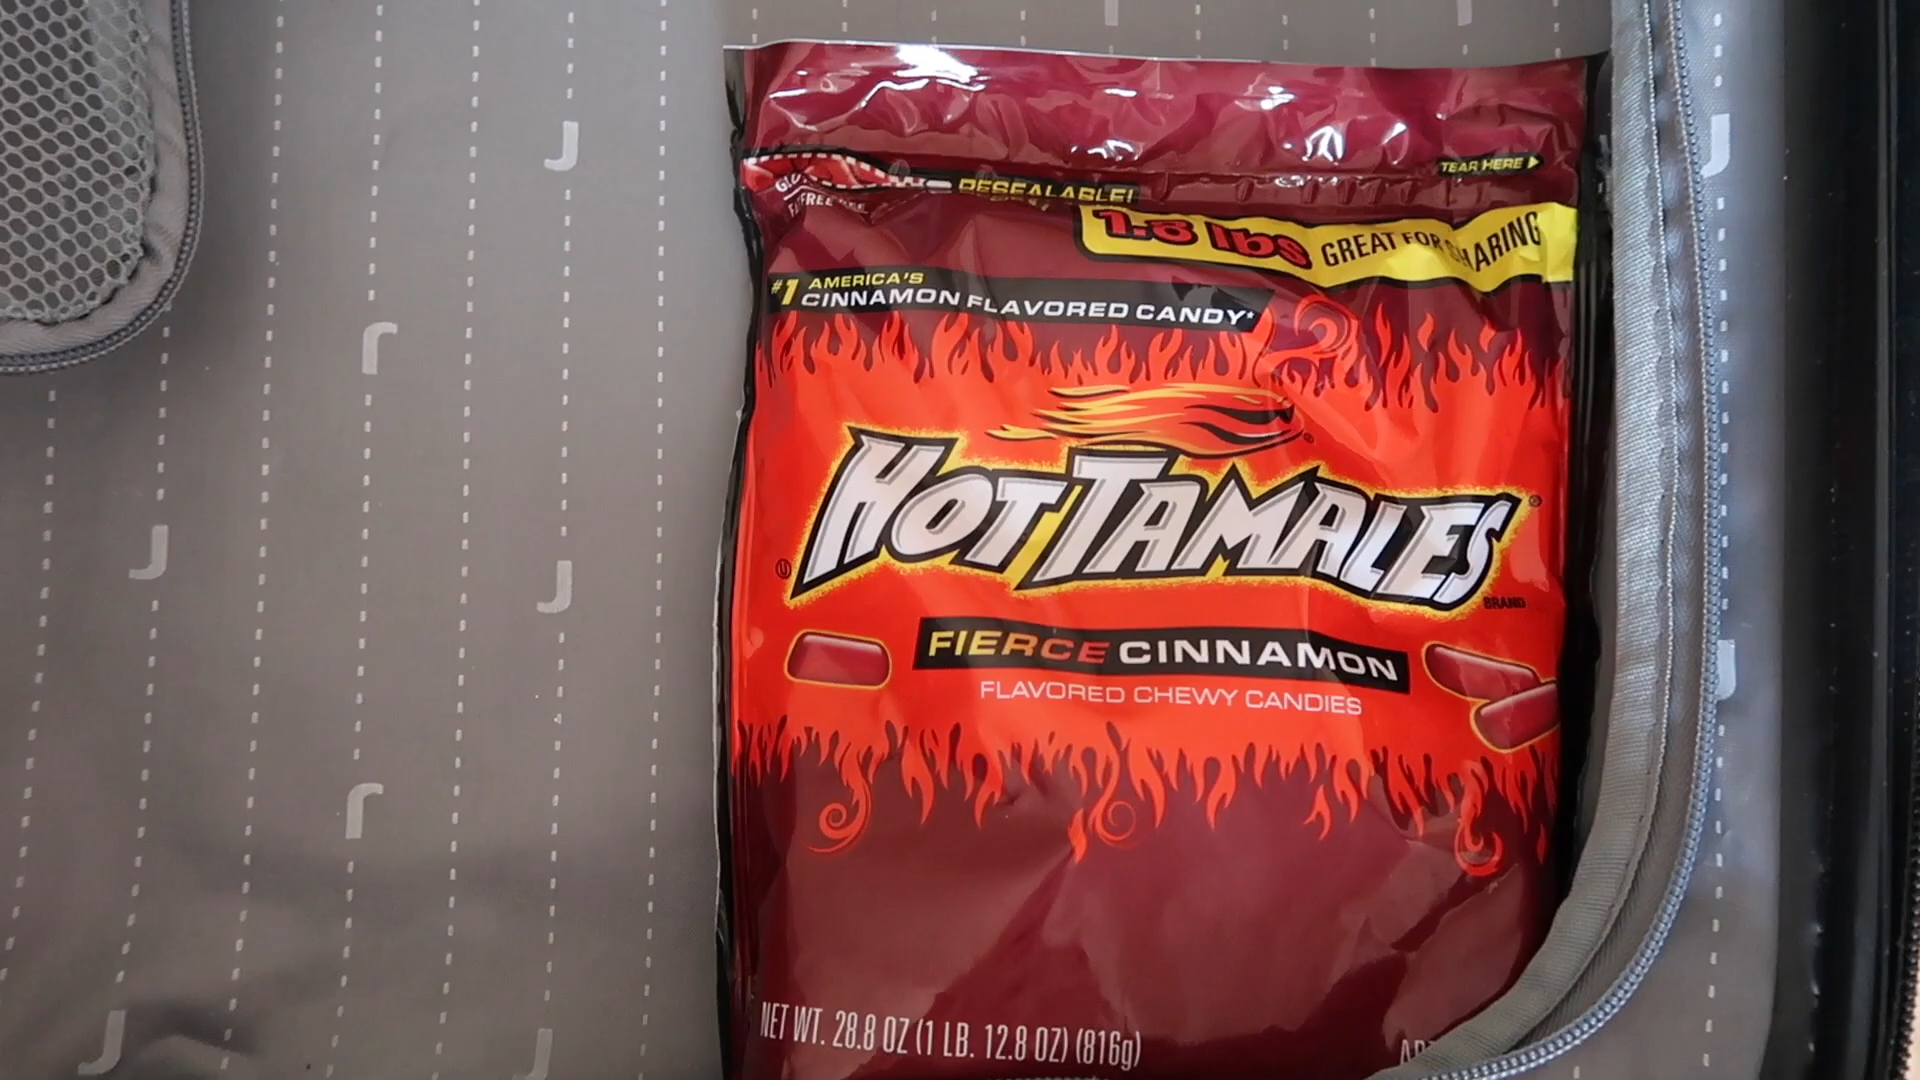 TEAR HERE
RESEALABLE!
FREE
1.8 lbs GREAT FOR SHARING
#1 AMERICA'S
CINNAMON FLAVORED CANDY*
HOT TAMALES®
BRAND
FIERCE CINNAMON
FLAVORED CHEWY CANDIES
NET WT. 28.8 OZ (1 LB. 12.8 OZ) (816g)